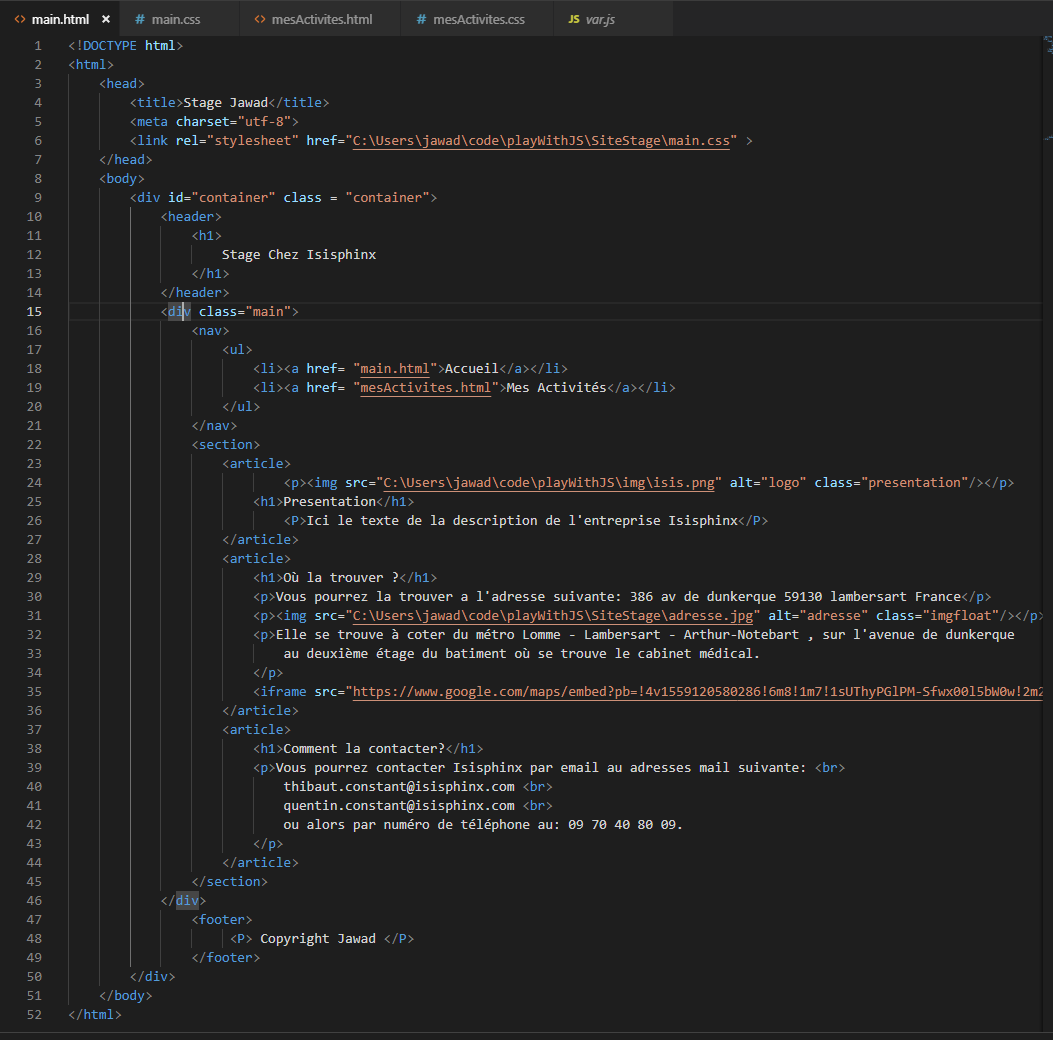 <> main.html × # main.css <> mesActivites.html # mesActivites.css JS var.js
1 <!DOCTYPE html>
2 <html>
3 <head>
4 <title>Stage Jawad</title>
5 <meta charset="utf-8">
6 <link rel="stylesheet" href="C:\Users\jawad\code\playWithJS\SiteStage\main.css" >
7 </head>
8 <body>
9 <div id="container" class = "container">
10 <header>
11 <h1>
12 Stage Chez Isisphinx
13 </h1>
14 </header>
15 <div class="main">
16 <nav>
17 <ul>
18 <li><a href= "main.html">Accueil</a></li>
19 <li><a href= "mesActivites.html">Mes Activités</a></li>
20 </ul>
21 </nav>
22 <section>
23 <article>
24 <p><img src="C:\Users\jawad\code\playWithJS\img\isis.png" alt="logo" class="presentation"/></p>
25 <h1>Presentation</h1>
26 <P>Ici le texte de la description de l'entreprise Isisphinx</P>
27 </article>
28 <article>
29 <h1>Où la trouver ?</h1>
30 <p>Vous pourrez la trouver a l'adresse suivante: 386 av de dunkerque 59130 lambersart France</p>
31 <p><img src="C:\Users\jawad\code\playWithJS\SiteStage\adresse.jpg" alt="adresse" class="imgfloat"/></p>
32 <p>Elle se trouve à coter du métro Lomme - Lambersart - Arthur-Notebart , sur l'avenue de dunkerque
33 au deuxième étage du batiment où se trouve le cabinet médical.
34 </p>
35 <iframe src="https://www.google.com/maps/embed?pb=!4v1559120580286!6m8!1m7!1sUThyPGlPM-Sfwx00l5bW0w!2m2
36 </article>
37 <article>
38 <h1>Comment la contacter?</h1>
39 <p>Vous pourrez contacter Isisphinx par email au adresses mail suivante: <br>
40 thibaut.constant@isisphinx.com <br>
41 quentin.constant@isisphinx.com <br>
42 ou alors par numéro de téléphone au: 09 70 40 80 09.
43 </p>
44 </article>
45 </section>
46 </div>
47 <footer>
48 <P> Copyright Jawad </P>
49 </footer>
50 </div>
51 </body>
52 </html>